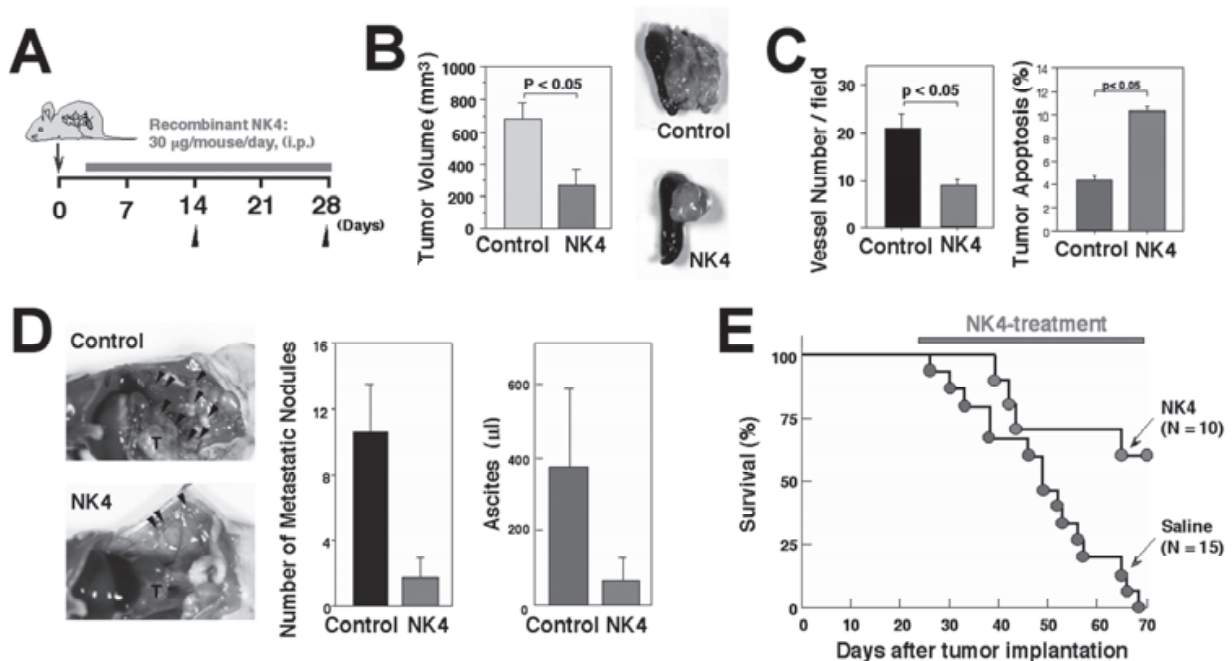 A
Recombinant NK4:
30 μg/mouse/day, (i.p.)
0 7 14 21 28 (Days)
B
Tumor Volume (mm³)
1000
800
600
400
200
0
P < 0.05
Control NK4
Control
NK4
C
Vessel Number / field
30
20
10
0
p < 0.05
Control NK4
Tumor Apoptosis (%)
12
10
8
6
4
2
0
p< 0.05
Control NK4
D
Control
T
NK4
T
Number of Metastatic Nodules
16
12
8
4
0
Control NK4
Ascites (μl)
600
400
200
0
Control NK4
E
NK4-treatment
Survival (%)
100
75
50
25
0
NK4
(N = 10)
Saline
(N = 15)
0 10 20 30 40 50 60 70
Days after tumor implantation